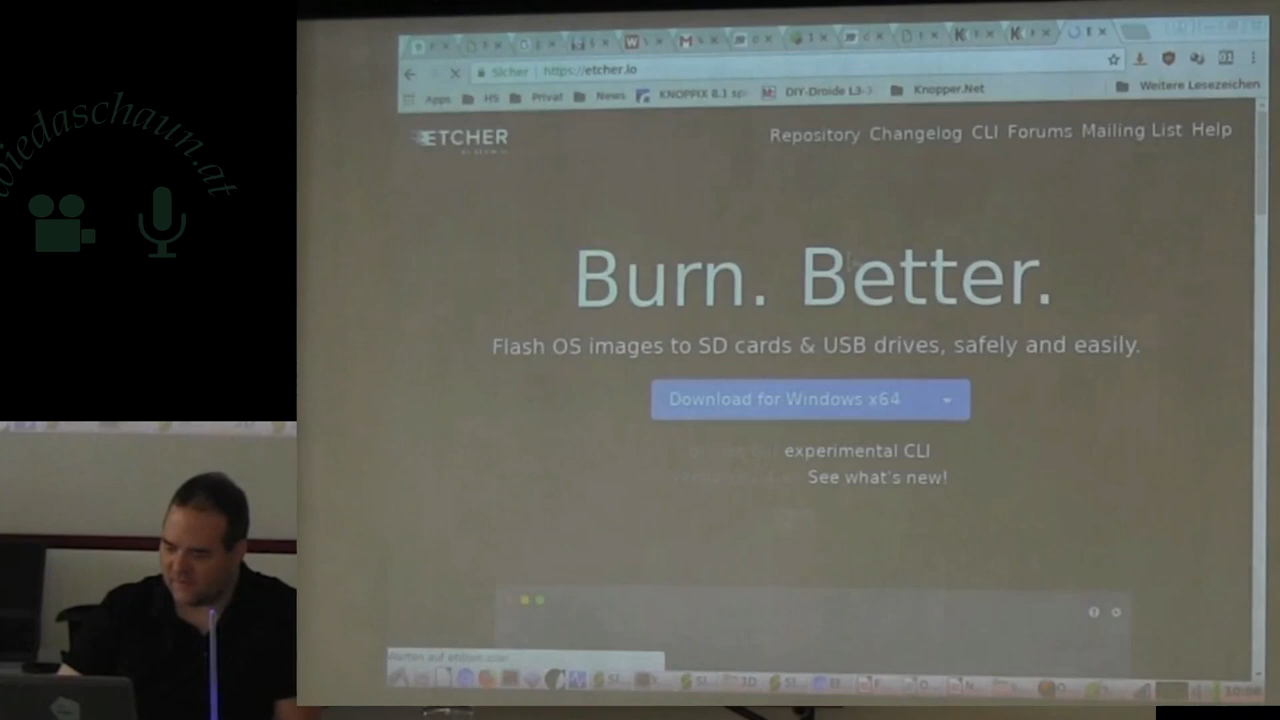 wiedaschaun.at
Sicher https://etcher.io
Apps HS Privat News KNOPPIX 8.1 DIY-Droide L3- Knopper.Net Weitere Lesezeichen
ETCHER
Repository Changelog CLI Forums Mailing List Help
Burn. Better.
Flash OS images to SD cards & USB drives, safely and easily.
Download for Windows x64
experimental CLI
See what's new!